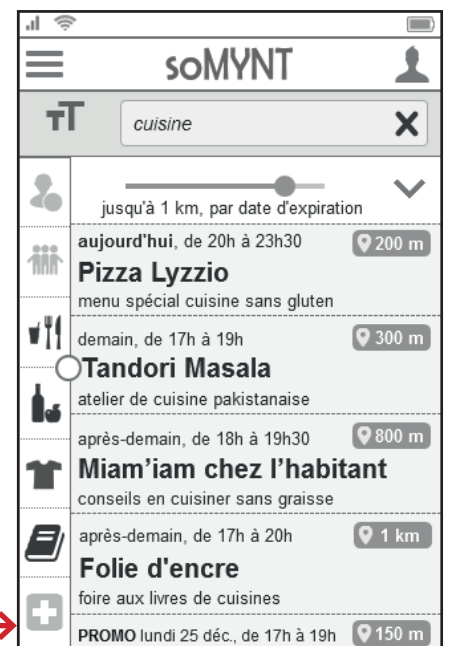 soMYNT
TT
cuisine
jusqu'à 1 km, par date d'expiration
aujourd'hui, de 20h à 23h30 200 m
Pizza Lyzzio
menu spécial cuisine sans gluten
demain, de 17h à 19h 300 m
Tandori Masala
atelier de cuisine pakistanaise
après-demain, de 18h à 19h30 800 m
Miam'iam chez l'habitant
conseils en cuisiner sans graisse
après-demain, de 17h à 20h 1 km
Folie d'encre
foire aux livres de cuisines
PROMO lundi 25 déc., de 17h à 19h 150 m